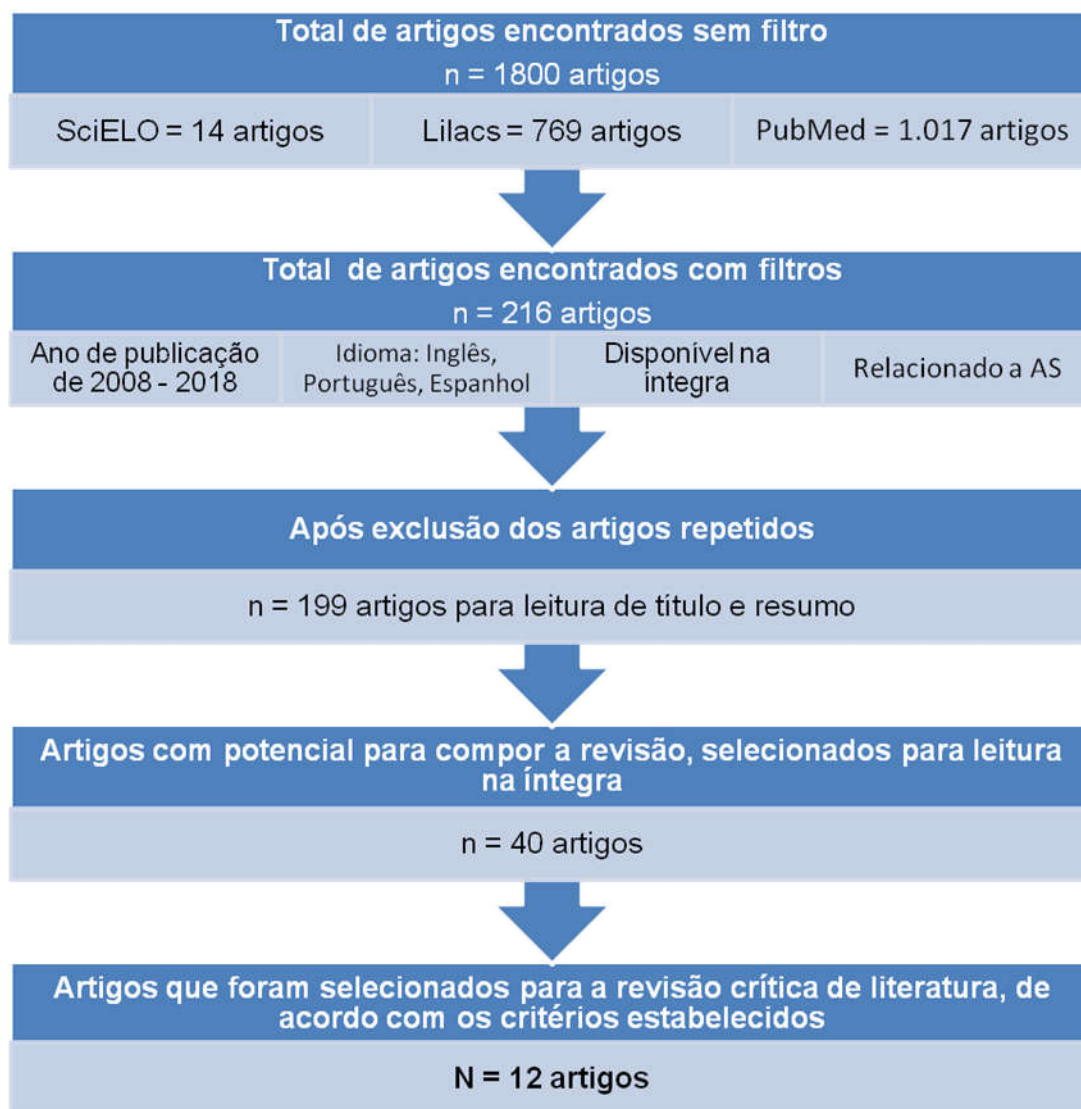 Total de artigos encontrados sem filtro
n = 1800 artigos
SciELO = 14 artigos
Lilacs = 769 artigos
PubMed = 1.017 artigos
Total de artigos encontrados com filtros
n = 216 artigos
Ano de publicação
de 2008 - 2018
Idioma: Inglês,
Português, Espanhol
Disponível na
íntegra
Relacionado a AS
Após exclusão dos artigos repetidos
n = 199 artigos para leitura de título e resumo
Artigos com potencial para compor a revisão, selecionados para leitura
na íntegra
n = 40 artigos
Artigos que foram selecionados para a revisão crítica de literatura, de
acordo com os critérios estabelecidos
N = 12 artigos